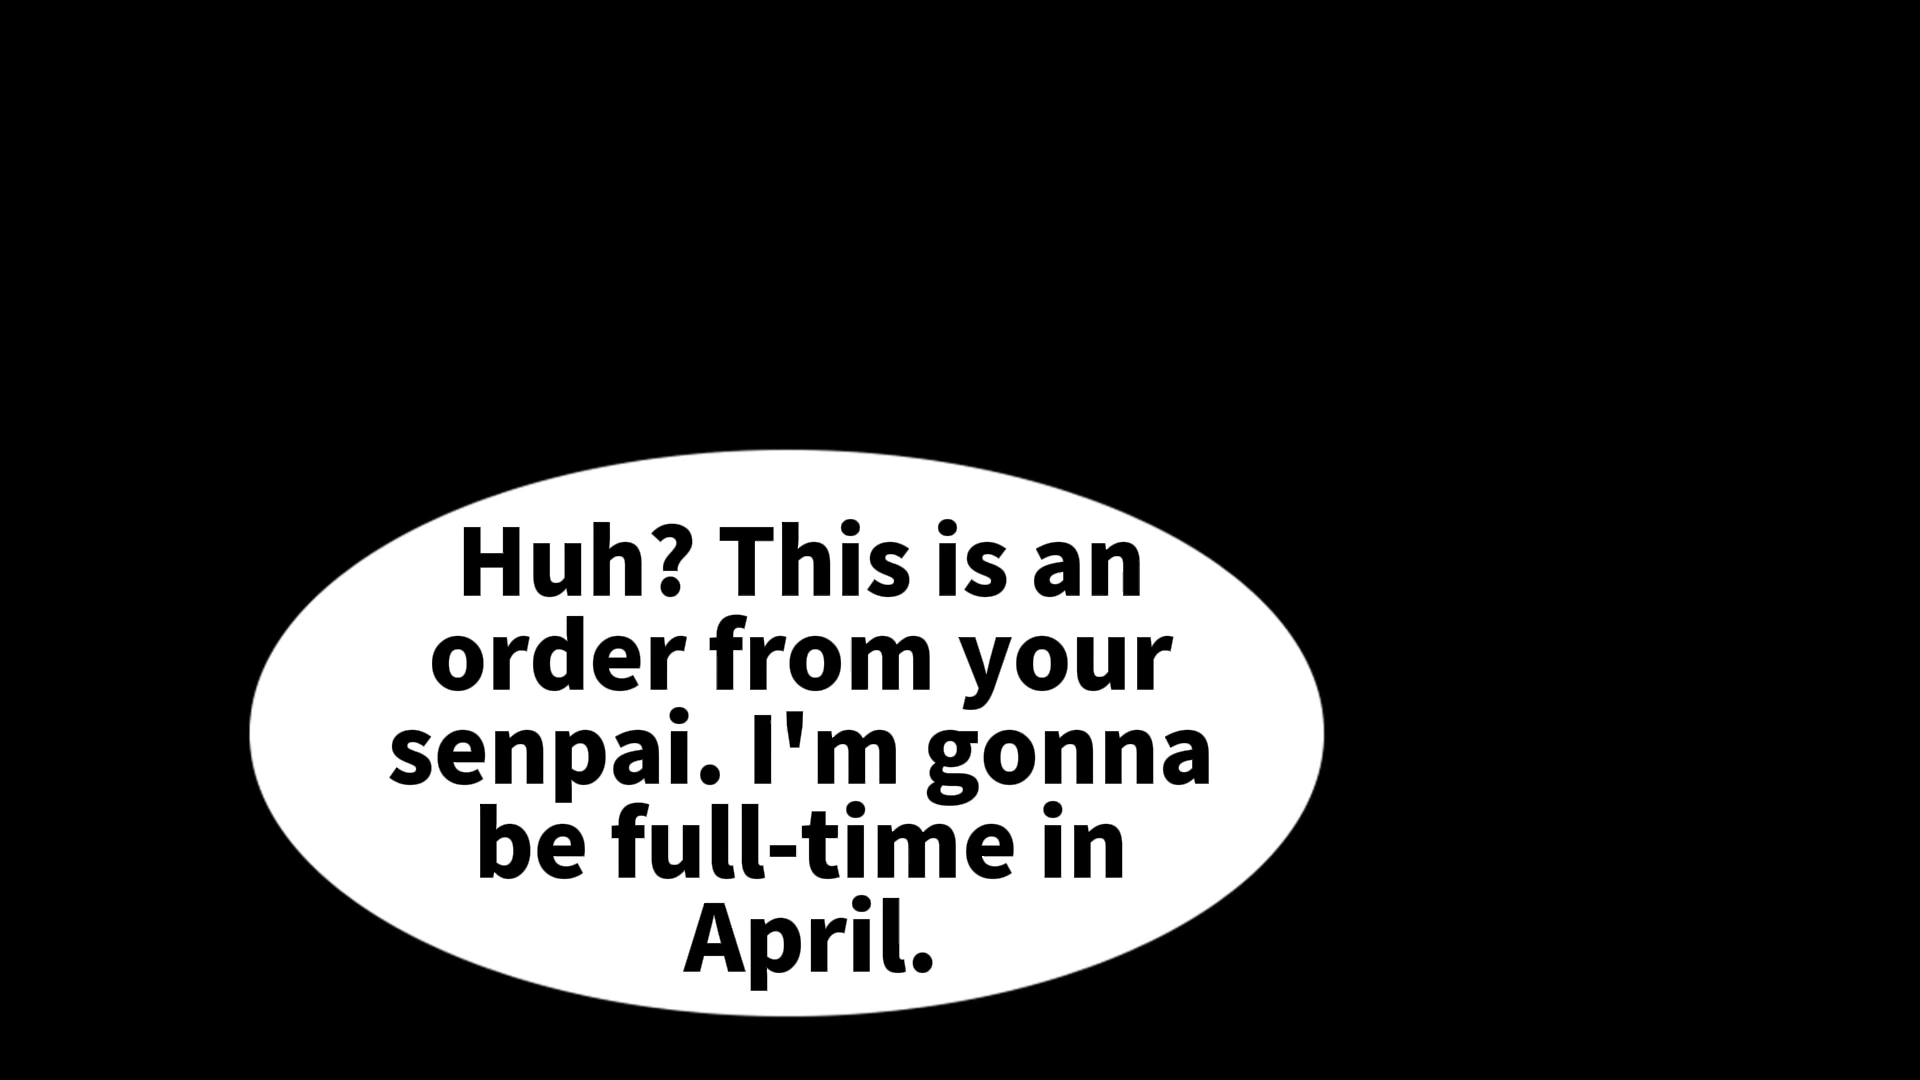 Huh? This is an
order from your
senpai. I'm gonna
be full-time in
April.